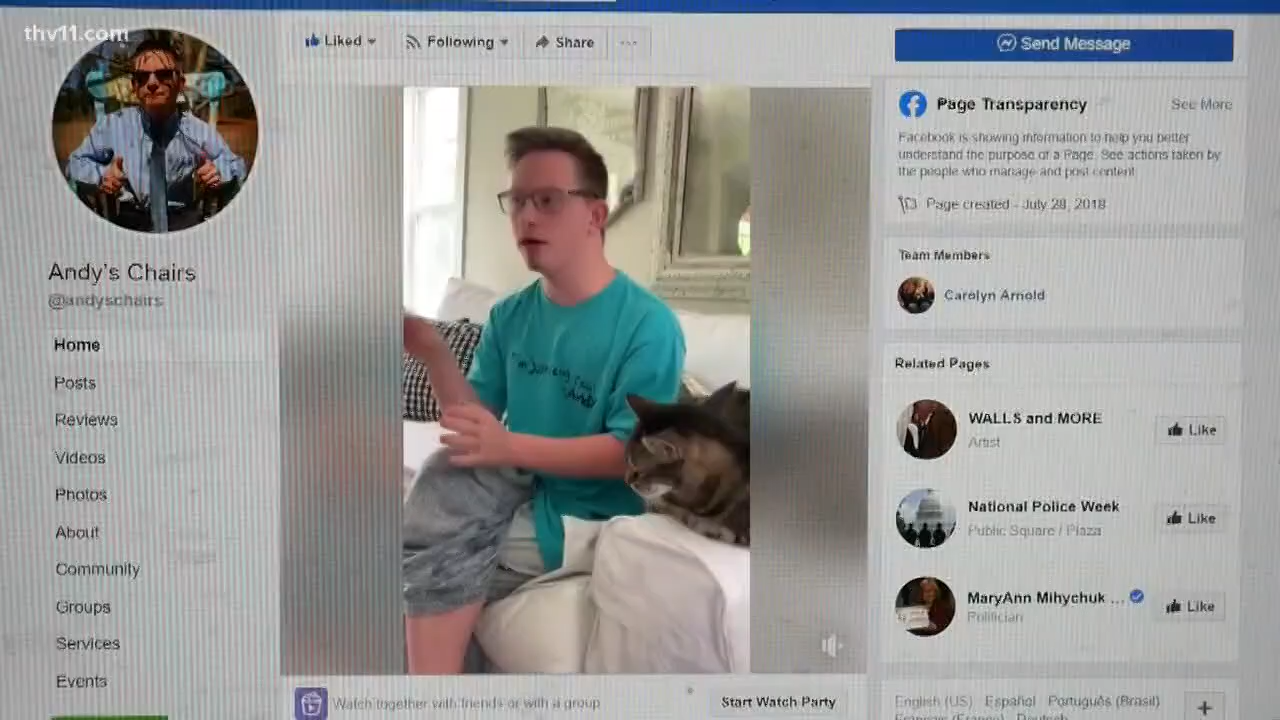 thv11.com
Liked
Following
Share
Send Message
Page Transparency
See More
Facebook is showing information to help you better
understand the purpose of a Page. See actions taken by
the people who manage and post content.
Page created - July 28, 2018
Team Members
Carolyn Arnold
Andy's Chairs
@andyschairs
Home
Posts
Reviews
Videos
Photos
About
Community
Groups
Services
Events
Related Pages
WALLS and MORE
Artist
Like
National Police Week
Public Square / Plaza
Like
MaryAnn Mihychuk ...
Politician
Like
Watch together with friends or with a group
Start Watch Party
English (US) · Español · Português (Brasil)
Français (France) · Deutsch